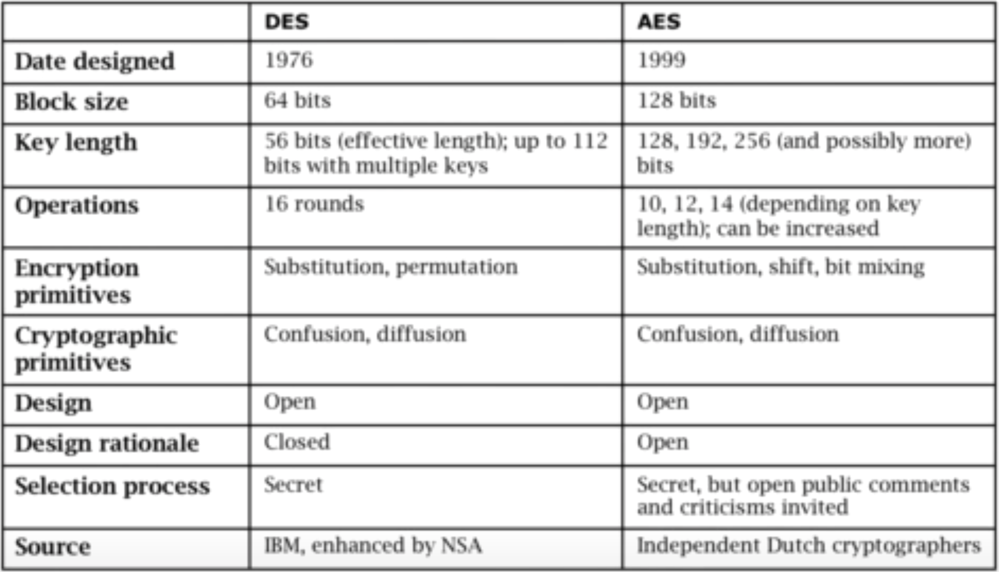 DES AES
Date designed 1976 1999
Block size 64 bits 128 bits
Key length 56 bits (effective length); up to 112 128, 192, 256 (and possibly more)
bits with multiple keys bits
Operations 16 rounds 10, 12, 14 (depending on key
length); can be increased
Encryption Substitution, permutation Substitution, shift, bit mixing
primitives
Cryptographic Confusion, diffusion Confusion, diffusion
primitives
Design Open Open
Design rationale Closed Open
Selection process Secret Secret, but open public comments
and criticisms invited
Source IBM, enhanced by NSA Independent Dutch cryptographers